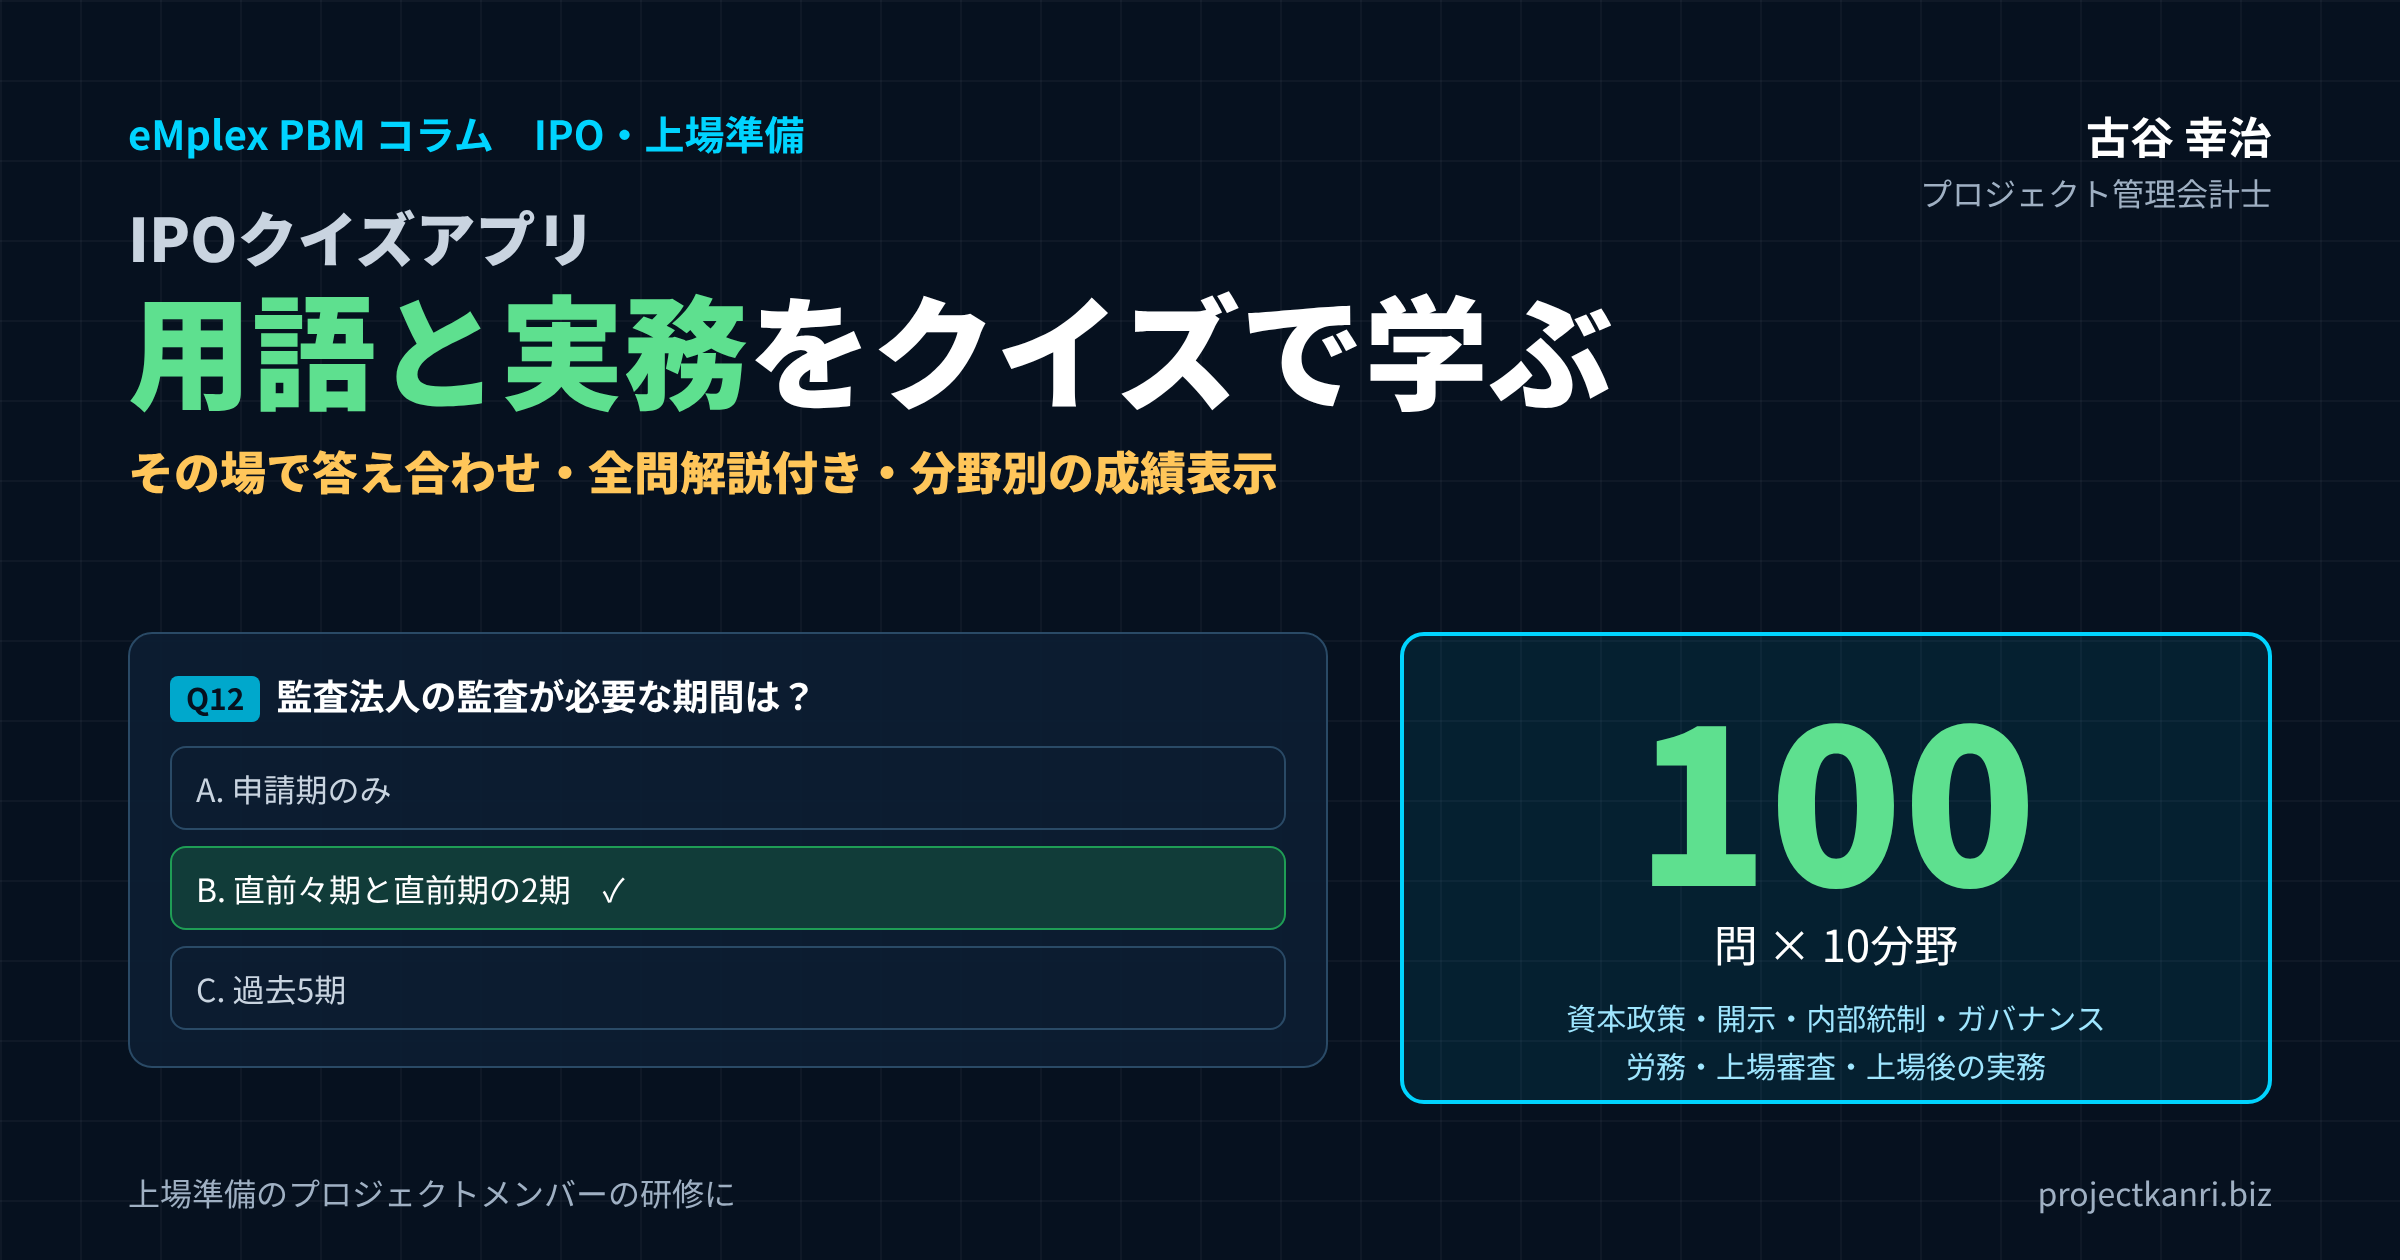 eMplex PBM コラム　IPO・上場準備
古谷 幸治
プロジェクト管理会計士
IPOクイズアプリ
用語と実務をクイズで学ぶ
その場で答え合わせ・全問解説付き・分野別の成績表示
Q12 監査法人の監査が必要な期間は？
A. 申請期のみ
B. 直前々期と直前期の2期　✓
C. 過去5期
100
問 × 10分野
資本政策・開示・内部統制・ガバナンス
労務・上場審査・上場後の実務
上場準備のプロジェクトメンバーの研修に
projectkanri.biz